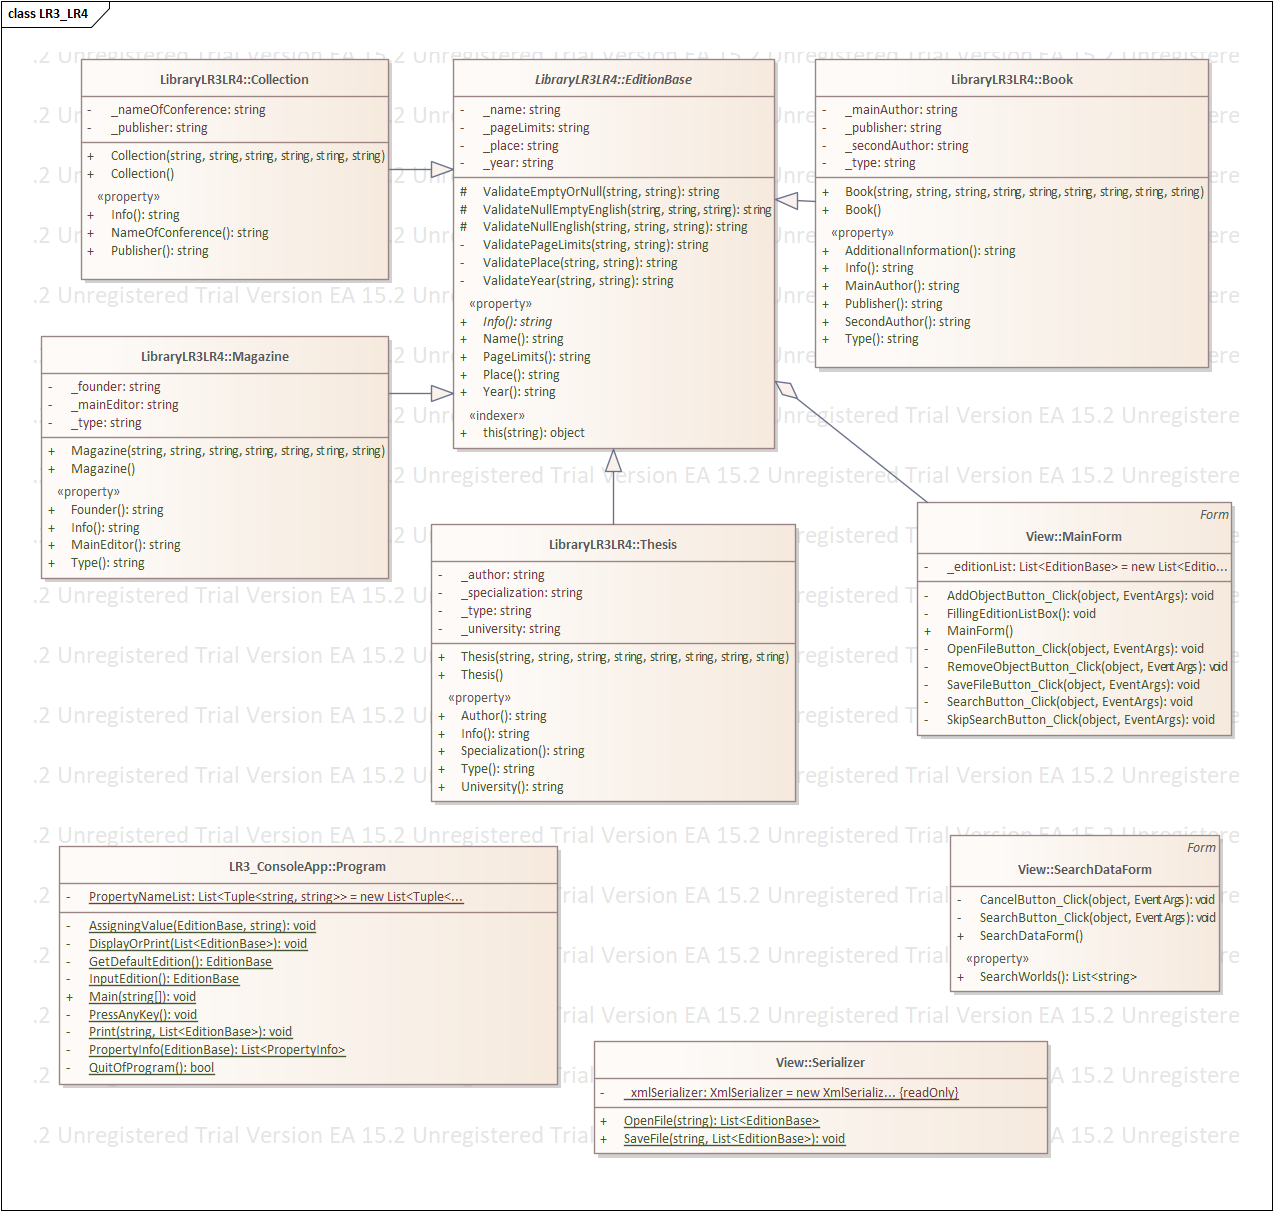 class LR3_LR4
LibraryLR3LR4::Collection
- _nameOfConference: string
- _publisher: string
+ Collection(string, string, string, string, string, string)
+ Collection()
«property»
+ Info(): string
+ NameOfConference(): string
+ Publisher(): string
LibraryLR3LR4::EditionBase
- _name: string
- _pageLimits: string
- _place: string
- _year: string
# ValidateEmptyOrNull(string, string): string
# ValidateNullEmptyEnglish(string, string, string): string
# ValidateNullEnglish(string, string, string): string
- ValidatePageLimits(string, string): string
- ValidatePlace(string, string): string
- ValidateYear(string, string): string
«property»
+ Info(): string
+ Name(): string
+ PageLimits(): string
+ Place(): string
+ Year(): string
«indexer»
+ this(string): object
LibraryLR3LR4::Book
- _mainAuthor: string
- _publisher: string
- _secondAuthor: string
- _type: string
+ Book(string, string, string, string, string, string, string, string, string)
+ Book()
«property»
+ AdditionalInformation(): string
+ Info(): string
+ MainAuthor(): string
+ Publisher(): string
+ SecondAuthor(): string
+ Type(): string
LibraryLR3LR4::Magazine
- _founder: string
- _mainEditor: string
- _type: string
+ Magazine(string, string, string, string, string, string, string)
+ Magazine()
«property»
+ Founder(): string
+ Info(): string
+ MainEditor(): string
+ Type(): string
LibraryLR3LR4::Thesis
- _author: string
- _specialization: string
- _type: string
- _university: string
+ Thesis(string, string, string, string, string, string, string, string)
+ Thesis()
«property»
+ Author(): string
+ Info(): string
+ Specialization(): string
+ Type(): string
+ University(): string
Form
View::MainForm
- _editionList: List<EditionBase> = new List<Editio...
- AddObjectButton_Click(object, EventArgs): void
- FillingEditionListBox(): void
+ MainForm()
- OpenFileButton_Click(object, EventArgs): void
- RemoveObjectButton_Click(object, EventArgs): void
- SaveFileButton_Click(object, EventArgs): void
- SearchButton_Click(object, EventArgs): void
- SkipSearchButton_Click(object, EventArgs): void
Form
View::SearchDataForm
- CancelButton_Click(object, EventArgs): void
- SearchButton_Click(object, EventArgs): void
+ SearchDataForm()
«property»
+ SearchWorlds(): List<string>
LR3_ConsoleApp::Program
- PropertyNameList: List<Tuple<string, string>> = new List<Tuple<...
- AssigningValue(EditionBase, string): void
- DisplayOrPrint(List<EditionBase>): void
- GetDefaultEdition(): EditionBase
- InputEdition(): EditionBase
+ Main(string[]): void
- PressAnyKey(): void
- Print(string, List<EditionBase>): void
- PropertyInfo(EditionBase): List<PropertyInfo>
- QuitOfProgram(): bool
View::Serializer
- _xmlSerializer: XmlSerializer = new XmlSerializ... {readOnly}
+ OpenFile(string): List<EditionBase>
+ SaveFile(string, List<EditionBase>): void